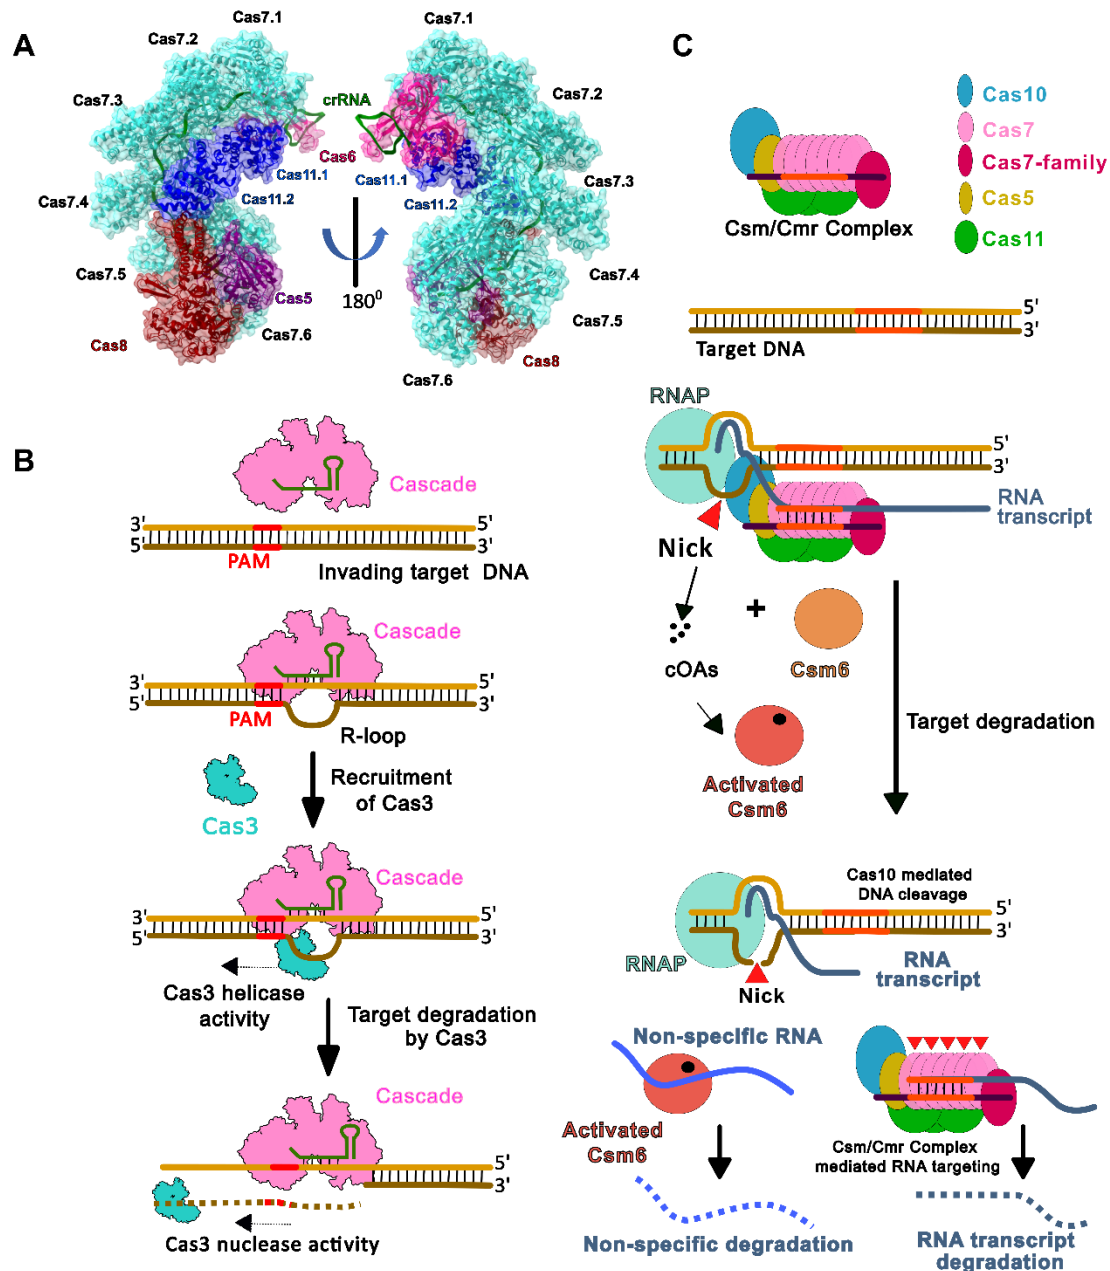 A
Cas7.1
Cas7.2
Cas7.3
Cas7.4
Cas7.5
Cas8
Cas7.6
Cas5
Cas11.2
Cas11.1
Cas6
crRNA
180⁰
Cas7.1
Cas7.2
Cas7.3
Cas7.4
Cas7.5
Cas8
Cas7.6
Cas11.1
Cas11.2
B
Cascade
3' 5'
5' 3'
PAM
Invading target DNA
Cascade
3' 5'
5' 3'
PAM
R-loop
Recruitment
of Cas3
Cas3
Cascade
3' 5'
5' 3'
Cas3 helicase
activity
Target degradation
by Cas3
Cascade
5'
3'
Cas3 nuclease activity
C
Cas10
Cas7
Cas7-family
Cas5
Cas11
Csm/Cmr Complex
5'
3'
Target DNA
RNAP
5'
3'
RNA
transcript
Nick
+
cOAs
Csm6
Activated
Csm6
Target degradation
Cas10 mediated
DNA cleavage
5'
3'
RNAP
Nick
RNA
transcript
Non-specific RNA
Activated
Csm6
Non-specific degradation
Csm/Cmr Complex
mediated RNA targeting
RNA transcript
degradation